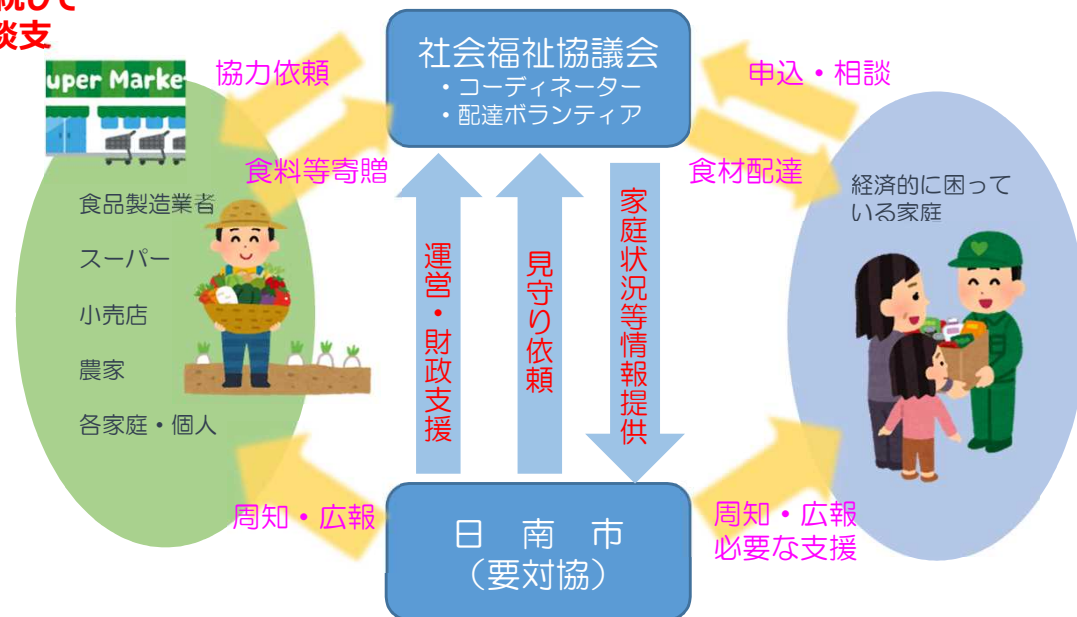 談支
uper Marke
協力依頼
社会福祉協議会
・コーディネーター
・配達ボランティア
申込・相談
食料等寄贈
食材配達
食品製造業者
スーパー
小売店
農家
各家庭・個人
運営・財政支援
見守り依頼
家庭状況等情報提供
経済的に困って
いる家庭
周知・広報
日南市
（要対協）
周知・広報
必要な支援